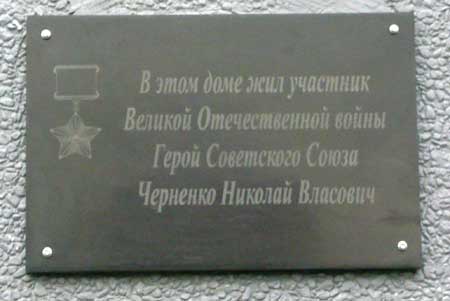 В этом доме жил участник
Великой Отечественной войны
Герой Советского Союза
Черненко Николай Власович